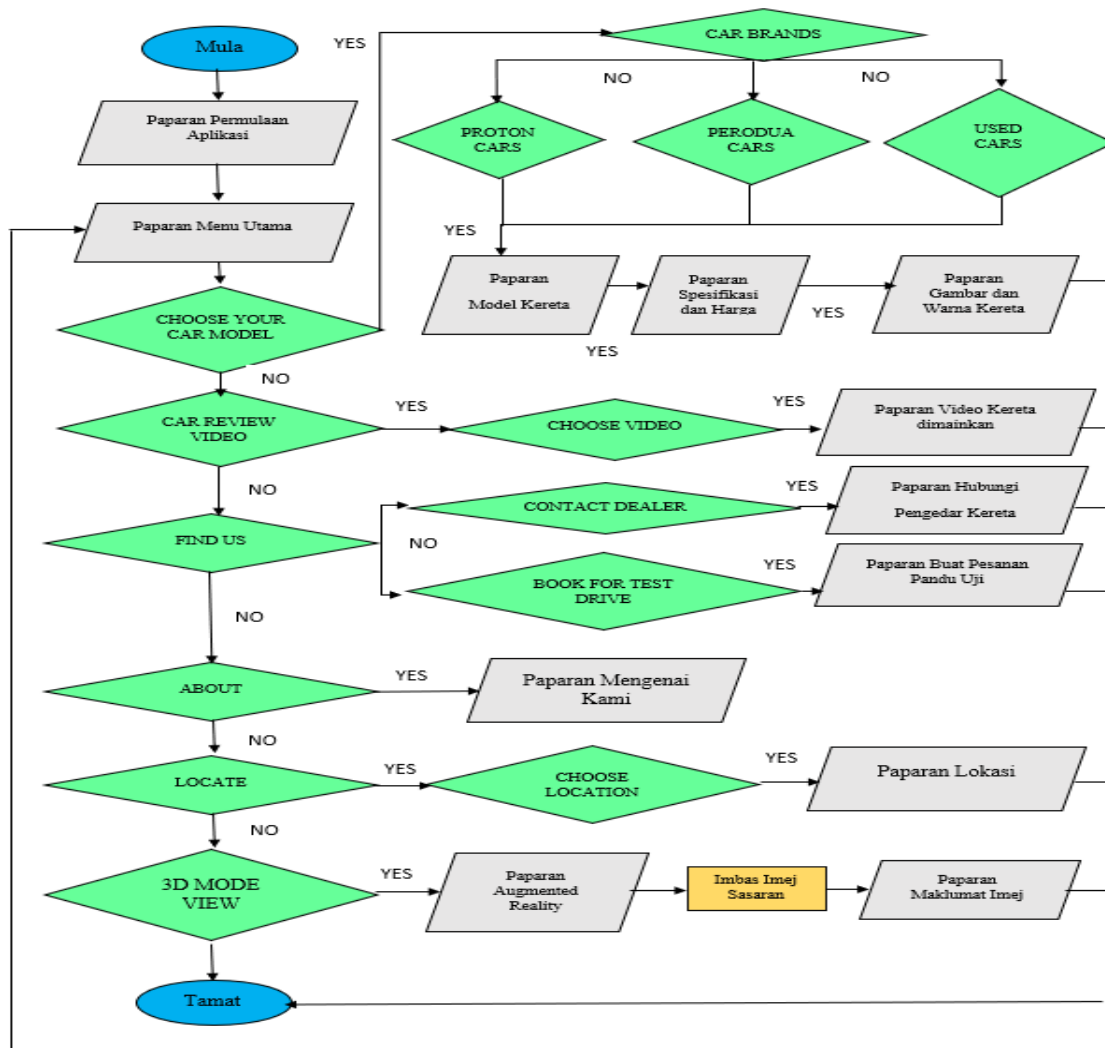 Mula
YES
CAR BRANDS
NO
NO
Paparan Permulaan
Aplikasi
PROTON
CARS
PERODUA
CARS
USED
CARS
Paparan Menu Utama
YES
Paparan
Model Kereta
Paparan
Spesifikasi
dan Harga
YES
Paparan
Gambar dan
Warna Kereta
CHOOSE YOUR
CAR MODEL
YES
NO
CAR REVIEW
VIDEO
YES
CHOOSE VIDEO
YES
Paparan Video Kereta
dimainkan
NO
FIND US
NO
CONTACT DEALER
YES
Paparan Hubungi
Pengedar Kereta
BOOK FOR TEST
DRIVE
YES
Paparan Buat Pesanan
Pandu Uji
NO
ABOUT
YES
Paparan Mengenai
Kami
NO
LOCATE
YES
CHOOSE
LOCATION
YES
Paparan Lokasi
NO
3D MODE
VIEW
YES
Paparan
Augmented
Reality
Imbas Imej
Sasaran
Paparan
Maklumat Imej
Tamat